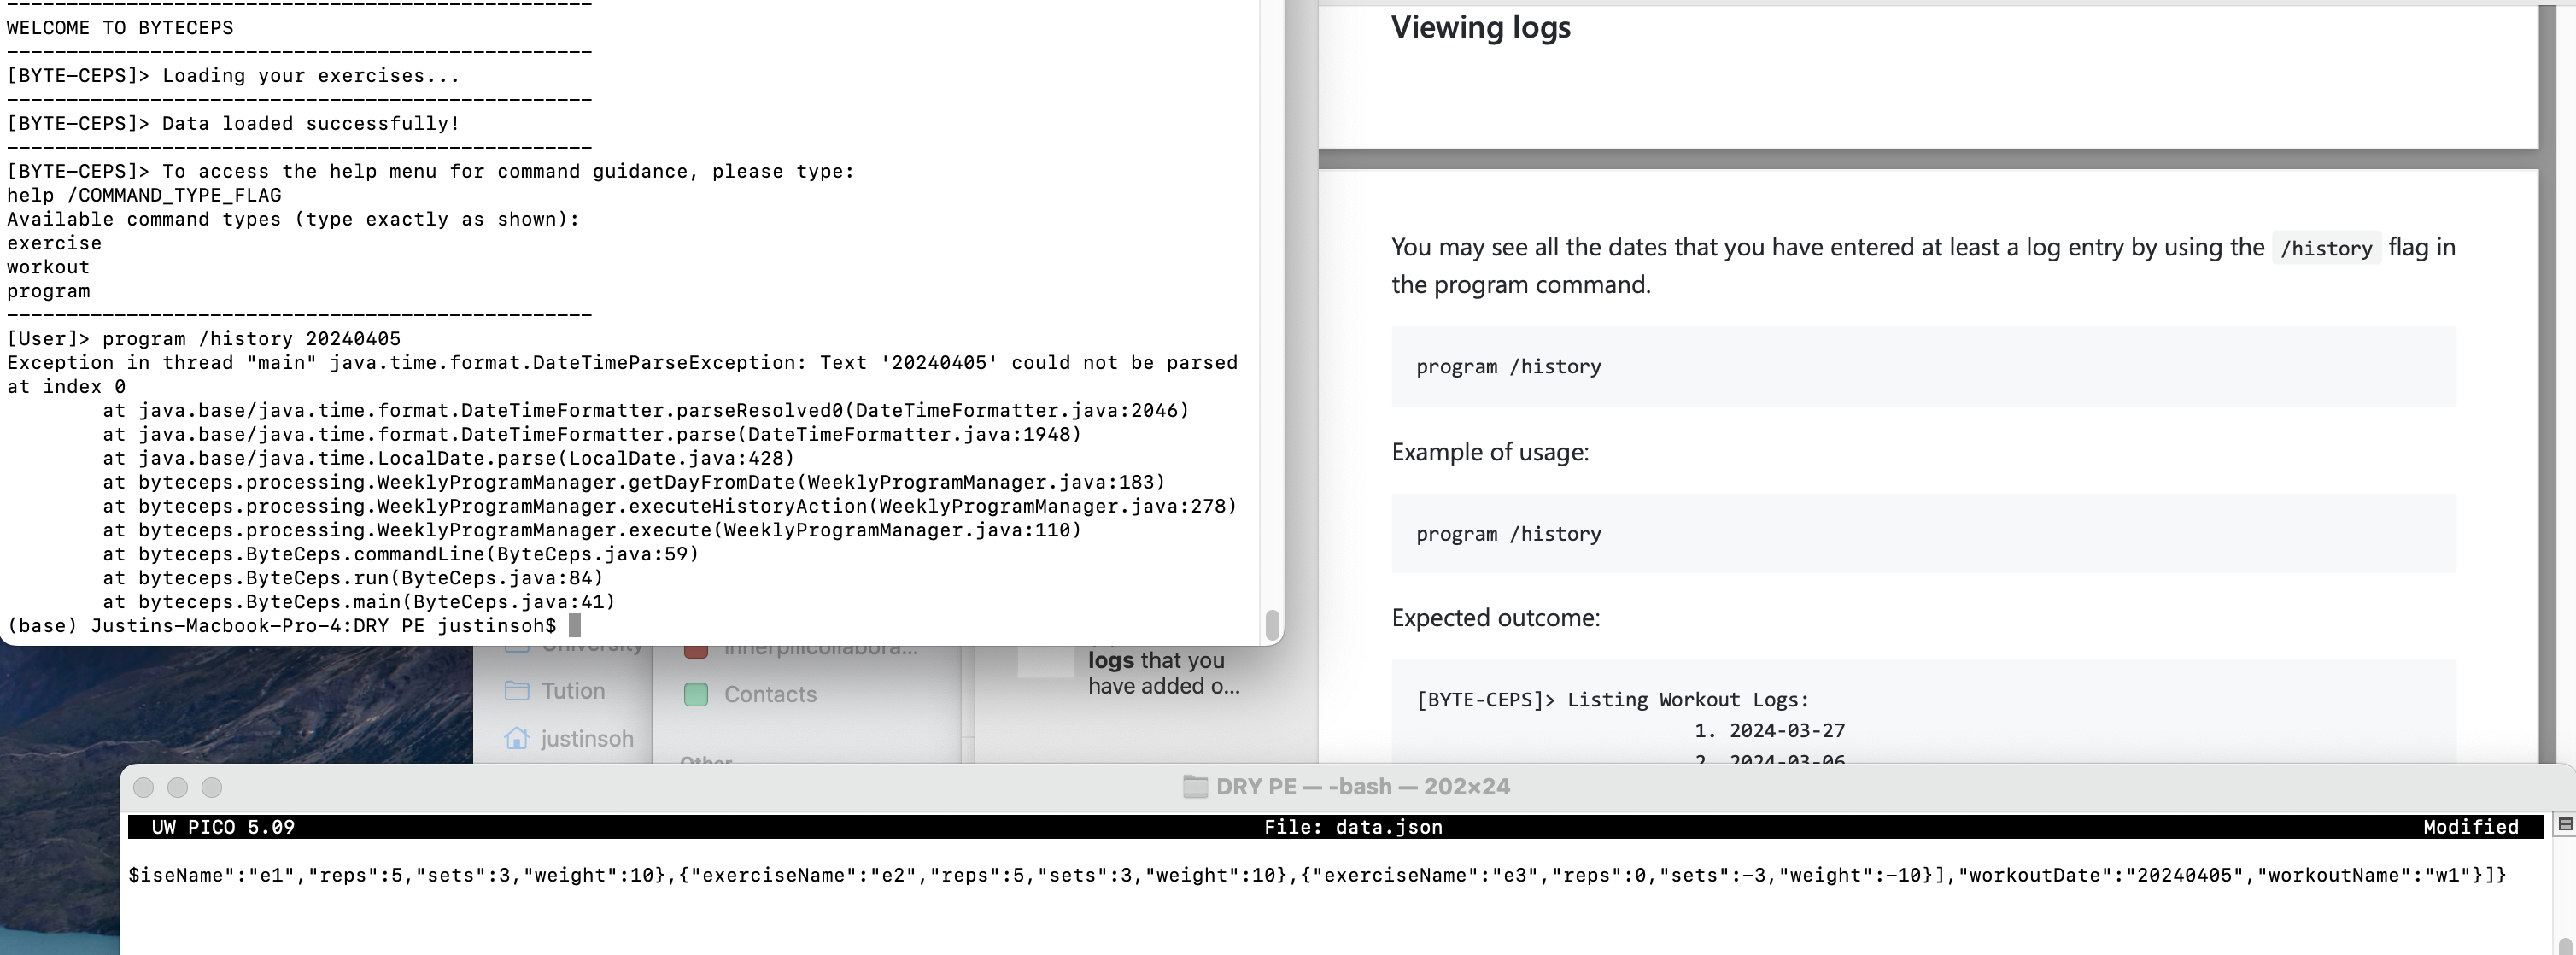 WELCOME TO BYTECEPS
[BYTE-CEPS]> Loading your exercises...
[BYTE-CEPS]> Data loaded successfully!
[BYTE-CEPS]> To access the help menu for command guidance, please type:
help /COMMAND_TYPE_FLAG
Available command types (type exactly as shown):
exercise
workout
program
[User]> program /history 20240405
Exception in thread "main" java.time.format.DateTimeParseException: Text '20240405' could not be parsed
at index 0
at java.base/java.time.format.DateTimeFormatter.parseResolved0(DateTimeFormatter.java:2046)
at java.base/java.time.format.DateTimeFormatter.parse(DateTimeFormatter.java:1948)
at java.base/java.time.LocalDate.parse(LocalDate.java:428)
at byteceps.processing.WeeklyProgramManager.getDayFromDate(WeeklyProgramManager.java:183)
at byteceps.processing.WeeklyProgramManager.executeHistoryAction(WeeklyProgramManager.java:278)
at byteceps.processing.WeeklyProgramManager.execute(WeeklyProgramManager.java:110)
at byteceps.ByteCeps.commandLine(ByteCeps.java:59)
at byteceps.ByteCeps.run(ByteCeps.java:84)
at byteceps.ByteCeps.main(ByteCeps.java:41)
(base) Justins-Macbook-Pro-4:DRY PE justinsoh$
Viewing logs
You may see all the dates that you have entered at least a log entry by using the /history flag in
the program command.
program /history
Example of usage:
program /history
Expected outcome:
[BYTE-CEPS]> Listing Workout Logs:
1. 2024-03-27
2. 2024-03-06
University
Tution
justinsoh
innerpillcollabora...
Contacts
Other
logs that you
have added o...
DRY PE — -bash — 202×24
UW PICO 5.09
File: data.json
Modified
$iseName":"e1","reps":5,"sets":3,"weight":10},{"exerciseName":"e2","reps":5,"sets":3,"weight":10},{"exerciseName":"e3","reps":0,"sets":-3,"weight":-10}],"workoutDate":"20240405","workoutName":"w1"}]}